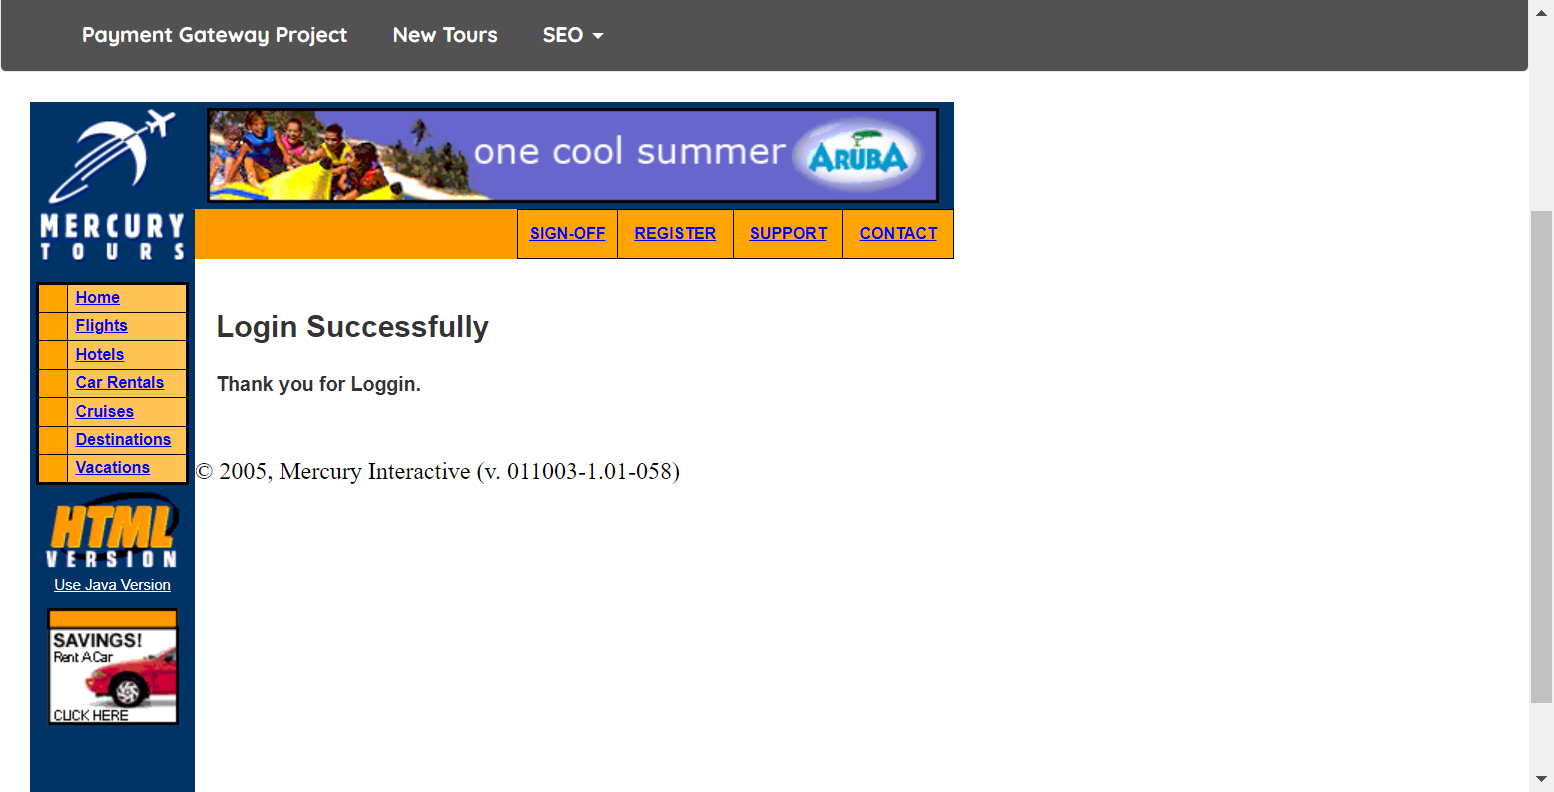 Payment Gateway Project New Tours SEO
one cool summer ARUBA
MERCURY
TOURS
SIGN-OFF REGISTER SUPPORT CONTACT
Home
Flights
Hotels
Car Rentals
Cruises
Destinations
Vacations
Login Successfully
Thank you for Loggin.
© 2005, Mercury Interactive (v. 011003-1.01-058)
HTML
VERSION
Use Java Version
SAVINGS!
Rent A Car
CLICK HERE